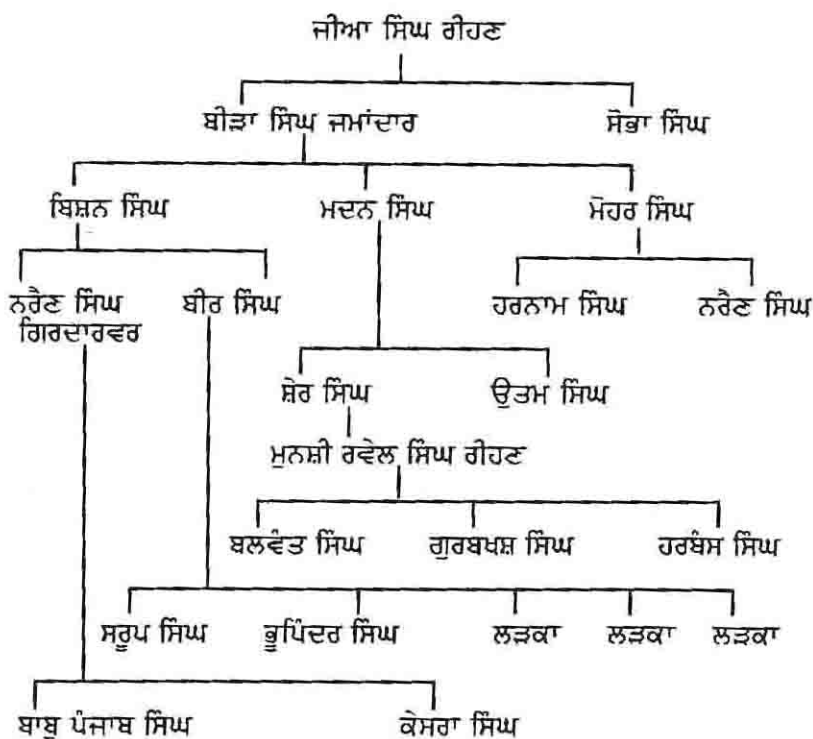 ਜੀਆ ਸਿੰਘ ਰੀਹਣ
ਬੀੜਾ ਸਿੰਘ ਜਮਾਂਦਾਰ ਸੋਭਾ ਸਿੰਘ
ਬਿਸ਼ਨ ਸਿੰਘ ਮਦਨ ਸਿੰਘ ਮੋਹਰ ਸਿੰਘ
ਨਰੈਣ ਸਿੰਘ ਬੀਰ ਸਿੰਘ ਹਰਨਾਮ ਸਿੰਘ ਨਰੈਣ ਸਿੰਘ
ਗਿਰਦਾਰਵਰ
ਸ਼ੇਰ ਸਿੰਘ ਉਤਮ ਸਿੰਘ
ਮੁਨਸ਼ੀ ਰਵੇਲ ਸਿੰਘ ਰੀਹਣ
ਬਲਵੰਤ ਸਿੰਘ ਗੁਰਬਖਸ਼ ਸਿੰਘ ਹਰਬੰਸ ਸਿੰਘ
ਸਰੂਪ ਸਿੰਘ ਭੂਪਿੰਦਰ ਸਿੰਘ ਲੜਕਾ ਲੜਕਾ ਲੜਕਾ
ਬਾਬੂ ਪੰਜਾਬ ਸਿੰਘ ਕੇਸਰਾ ਸਿੰਘ